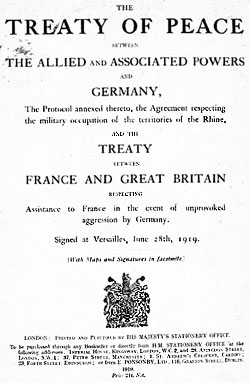 THE
TREATY OF PEACE
BETWEEN
THE ALLIED AND ASSOCIATED POWERS
AND
GERMANY,
The Protocol annexed thereto, the Agreement respecting
the military occupation of the territories of the Rhine,
AND THE
TREATY
BETWEEN
FRANCE AND GREAT BRITAIN
RESPECTING
Assistance to France in the event of unprovoked
aggression by Germany.
Signed at Versailles, June 28th, 1919.
(With Maps and Signatures in facsimile.)
LONDON: PRINTED AND PUBLISHED BY HIS MAJESTY'S STATIONERY OFFICE.
To be purchased through any Bookseller or directly from H.M. STATIONERY OFFICE at the
following addresses: IMPERIAL HOUSE, KINGSWAY, LONDON, W.C. 2, and 28, ABINGDON STREET,
LONDON, S.W. 1; 37, PETER STREET, MANCHESTER; 1, ST. ANDREW'S CRESCENT, CARDIFF;
23, FORTH STREET, EDINBURGH; or from E. PONSONBY, LTD., 116, GRAFTON STREET, DUBLIN.
1919.
Price 21s. Net.